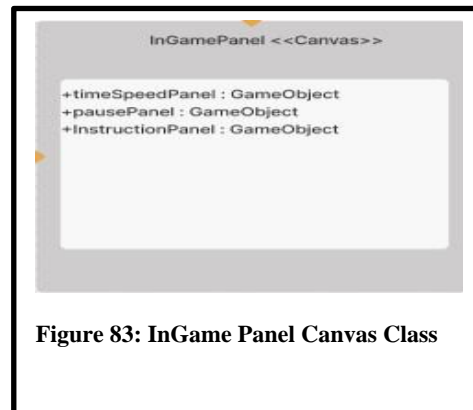 InGamePanel <<Canvas>>
+timeSpeedPanel : GameObject
+pausePanel : GameObject
+InstructionPanel : GameObject
Figure 83: InGame Panel Canvas Class